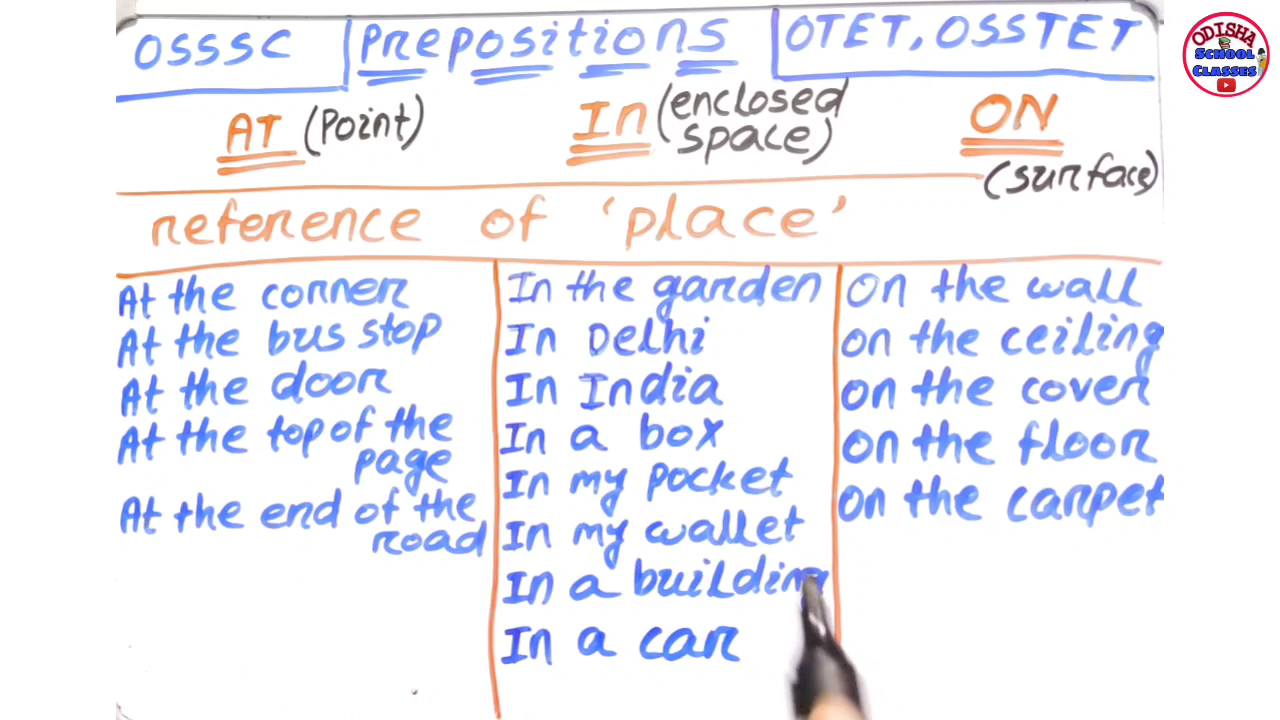 OSSSC
Prepositions
OTET, OSSTET
ODISHA
SCHOOL
CLASSES
AT (Point)
In (enclosed space)
ON (surface)
reference of 'place'
At the corner
At the bus stop
At the door
At the top of the
page
At the end of the
road
In the garden
In Delhi
In India
In a box
In my pocket
In my wallet
In a building
In a car
on the wall
on the ceiling
on the cover
on the floor
on the carpet